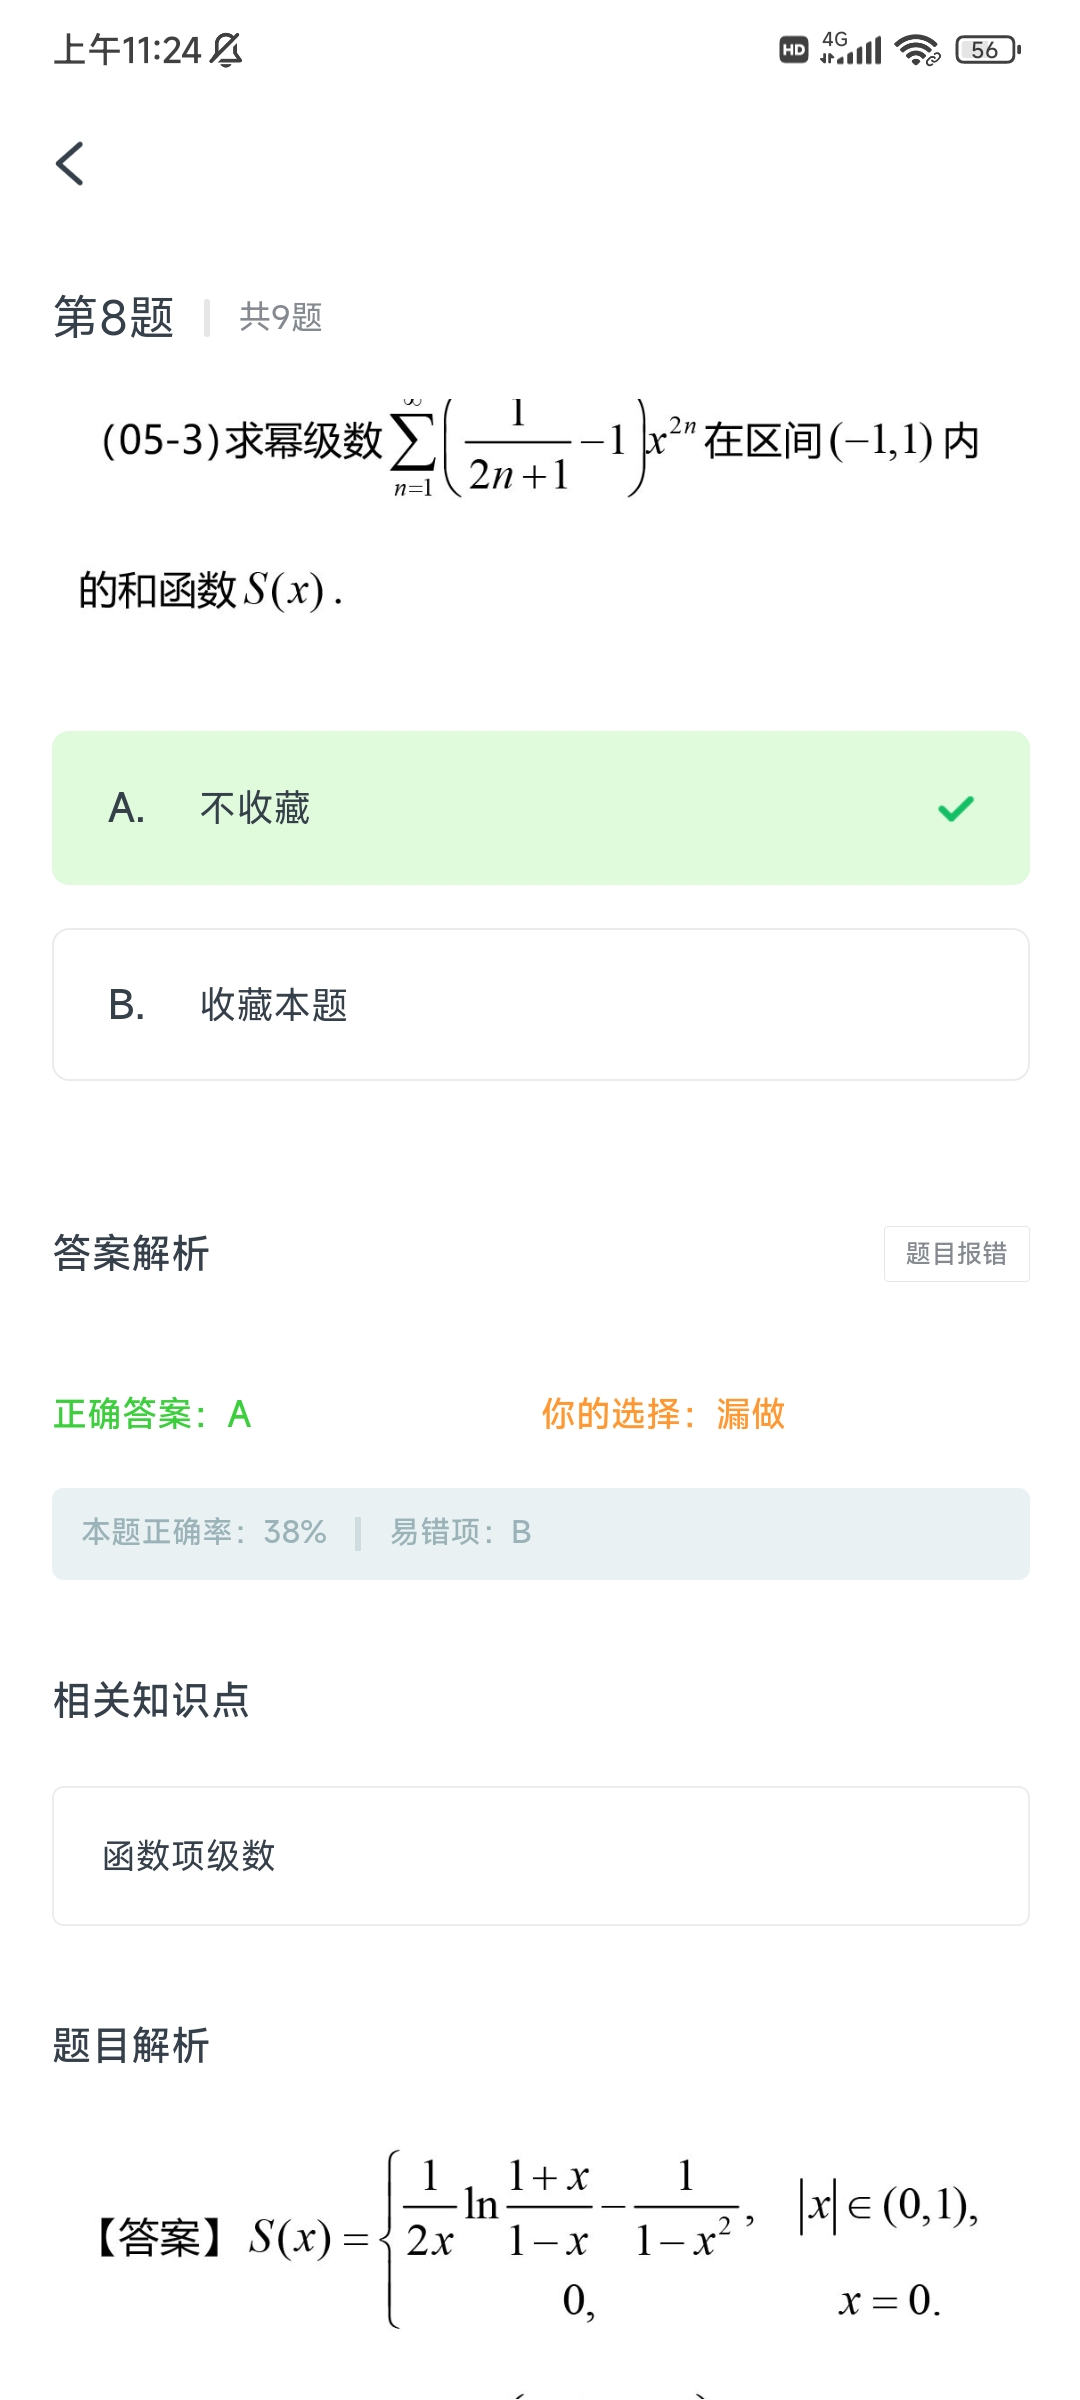 上午11:24 HD 4G 56
第8题 | 共9题
(05-3)求幂级数 \sum_{n=1}^{\infty}\left(\frac{1}{2n+1}-1\right)x^{2n} 在区间(-1,1)内
的和函数S(x).
A. 不收藏
B. 收藏本题
答案解析 题目报错
正确答案：A 你的选择：漏做
本题正确率：38% | 易错项：B
相关知识点
函数项级数
题目解析
【答案】S(x)=\begin{cases}\frac{1}{2x}\ln\frac{1+x}{1-x}-\frac{1}{1-x^2}, & |x|\in(0,1), \\ 0, & x=0.\end{cases}